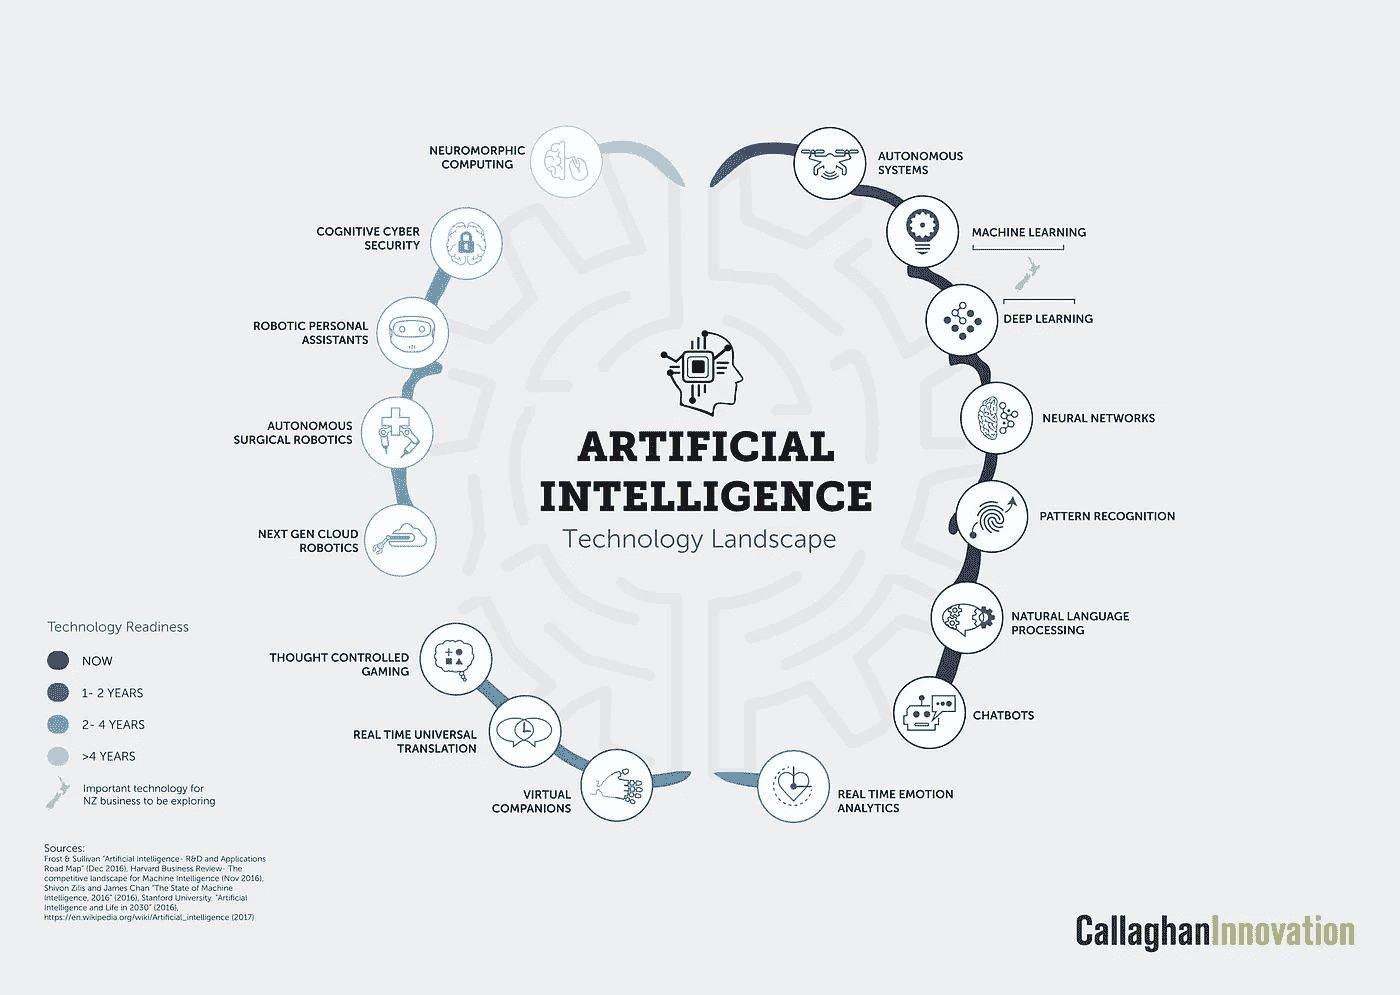 NEUROMORPHIC
COMPUTING
AUTONOMOUS
SYSTEMS
COGNITIVE CYBER
SECURITY
MACHINE LEARNING
ROBOTIC PERSONAL
ASSISTANTS
DEEP LEARNING
AUTONOMOUS
SURGICAL ROBOTICS
NEURAL NETWORKS
ARTIFICIAL
INTELLIGENCE
Technology Landscape
NEXT GEN CLOUD
ROBOTICS
PATTERN RECOGNITION
NATURAL LANGUAGE
PROCESSING
THOUGHT CONTROLLED
GAMING
CHATBOTS
REAL TIME UNIVERSAL
TRANSLATION
VIRTUAL
COMPANIONS
REAL TIME EMOTION
ANALYTICS
Technology Readiness
NOW
1- 2 YEARS
2- 4 YEARS
>4 YEARS
Important technology for
NZ business to be exploring
Sources:
Frost & Sullivan "Artificial Intelligence- R&D and Applications
Road Map" (Dec 2016), Harvard Business Review- The
competitive landscape for Machine Intelligence (Nov 2016),
Shivon Zilis and James Chan "The State of Machine
Intelligence, 2016" (2016), Stanford University. "Artificial
Intelligence and Life in 2030" (2016),
https://en.wikipedia.org/wiki/Artificial_intelligence (2017)
CallaghanInnovation